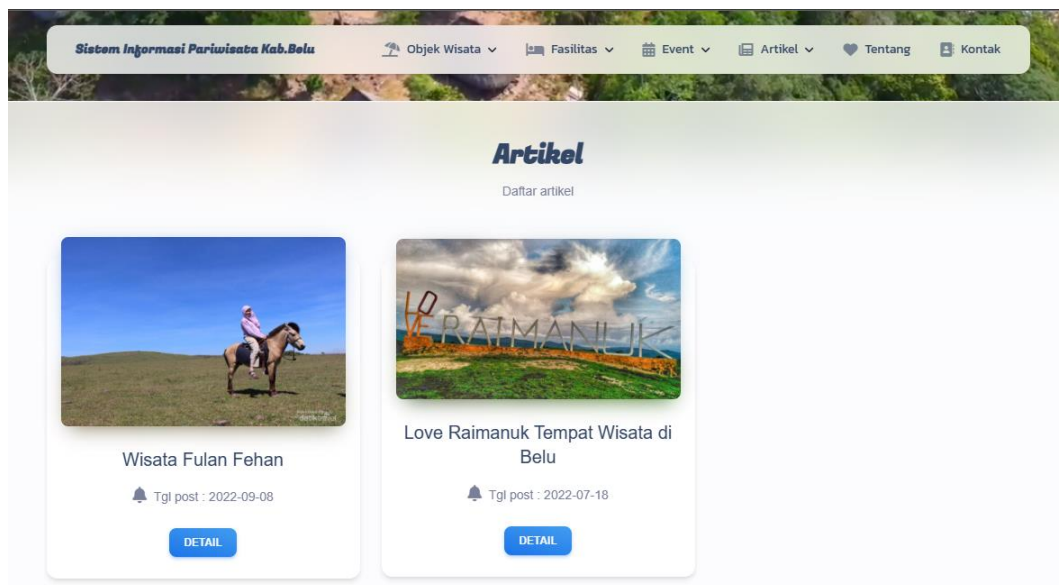 Sistem Informasi Pariwisata Kab.Belu
Objek Wisata
Fasilitas
Event
Artikel
Tentang
Kontak
Artikel
Daftar artikel
LOVE RAIMANUK
Wisata Fulan Fehan
Tgl post : 2022-09-08
DETAIL
Love Raimanuk Tempat Wisata di
Belu
Tgl post : 2022-07-18
DETAIL